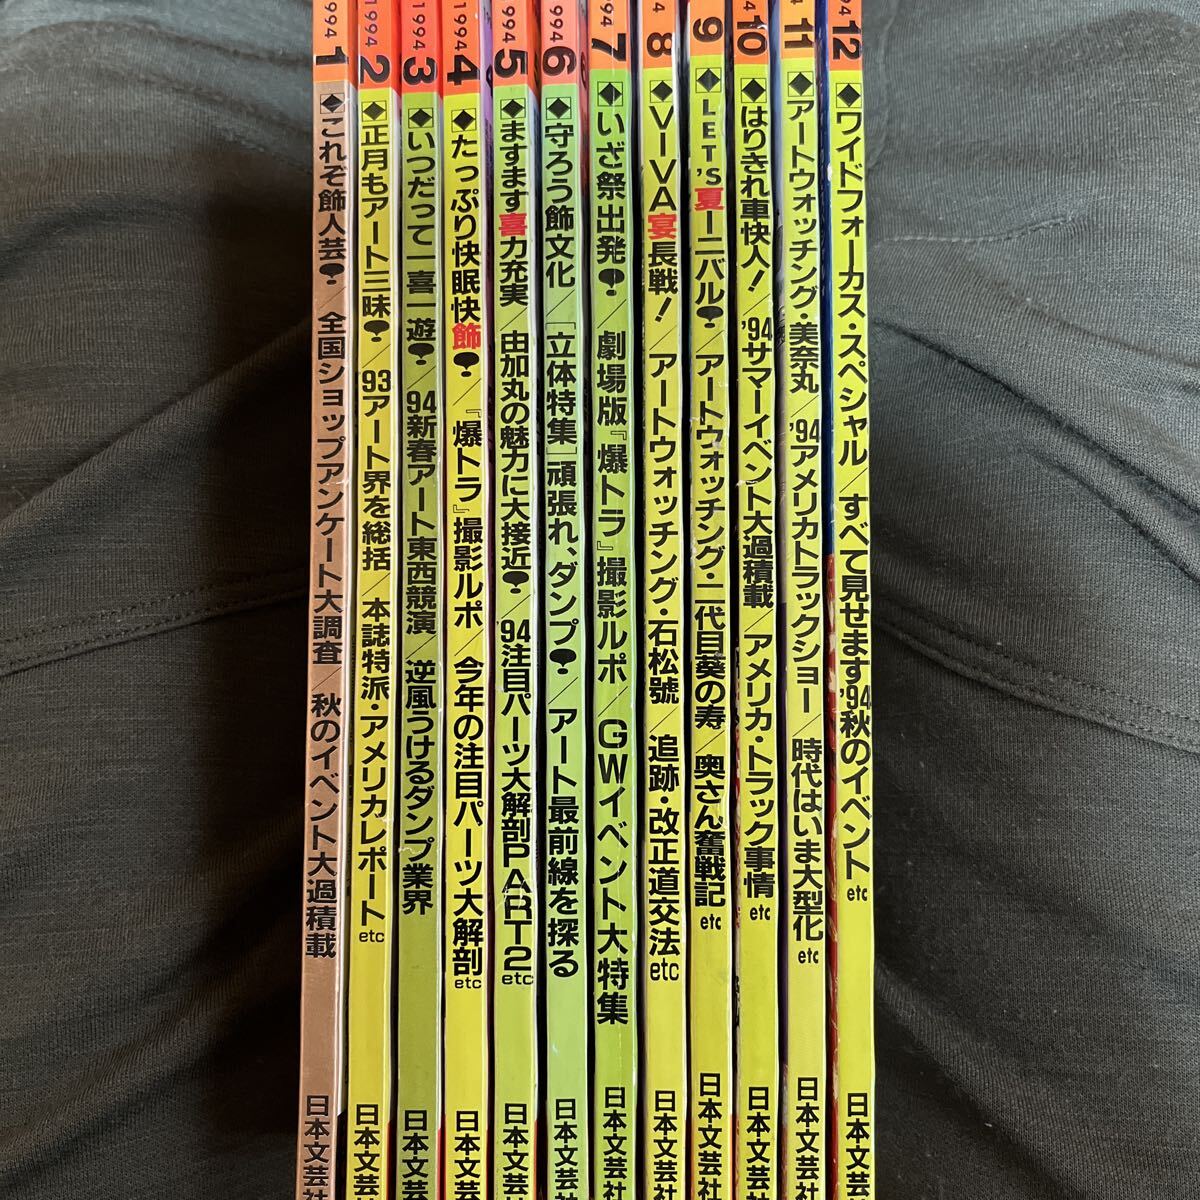 1994 1 ◆これぞ飾人芸! 全国ショップアンケート大調査/秋のイベント大過積載 日本文芸社
1994 2 ◆正月もアート三昧!/'93アート界を総括/本誌特派・アメリカレポート etc 日本文芸社
1994 3 ◆いつだって一喜一遊!/'94新春アート東西競演/逆風うけるダンプ業界 日本文芸社
1994 4 ◆たっぷり快眠快飾!/『爆トラ』撮影ルポ/今年の注目パーツ大解剖 etc 日本文芸社
1994 5 ◆ますます喜力充実/由加丸の魅力に大接近!/'94注目パーツ大解剖PART2 etc 日本文芸社
1994 6 ◆守ろう飾文化/[立体特集]頑張れ、ダンプ!/アート最前線を探る 日本文芸社
994 7 ◆いざ祭出発!/劇場版『爆トラ』撮影ルポ/GWイベント大特集 日本文芸社
4 8 ◆VIVA宴長戦!/アートウォッチング・石松號/追跡・改正道交法 etc 日本文芸社
994 9 ◆LET'S夏ーニバル!/アートウォッチング・二代目葵の寿/奥さん奮戦記 etc 日本文芸社
94 10 ◆はりきれ車快人!/'94サマーイベント大過積載/アメリカ・トラック事情 etc 日本文芸社
994 11 ◆アートウォッチング・美奈丸/'94アメリカトラックショー/時代はいま大型化 etc 日本文芸社
94 12 ◆ワイドフォーカス・スペシャル/すべて見せます'94秋のイベント etc 日本文芸社